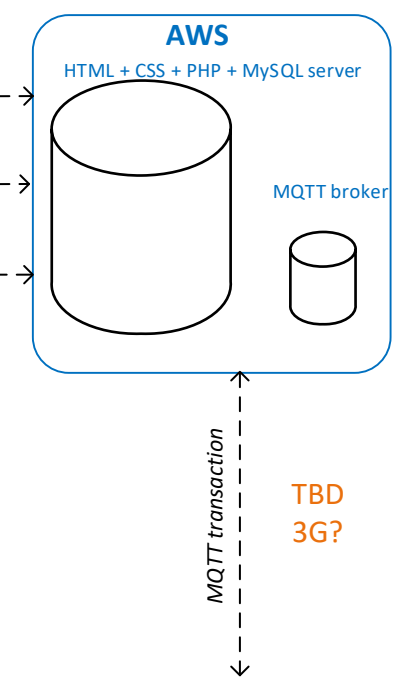 AWS
HTML + CSS + PHP + MySQL server
MQTT broker
MQTT transaction
TBD
3G?